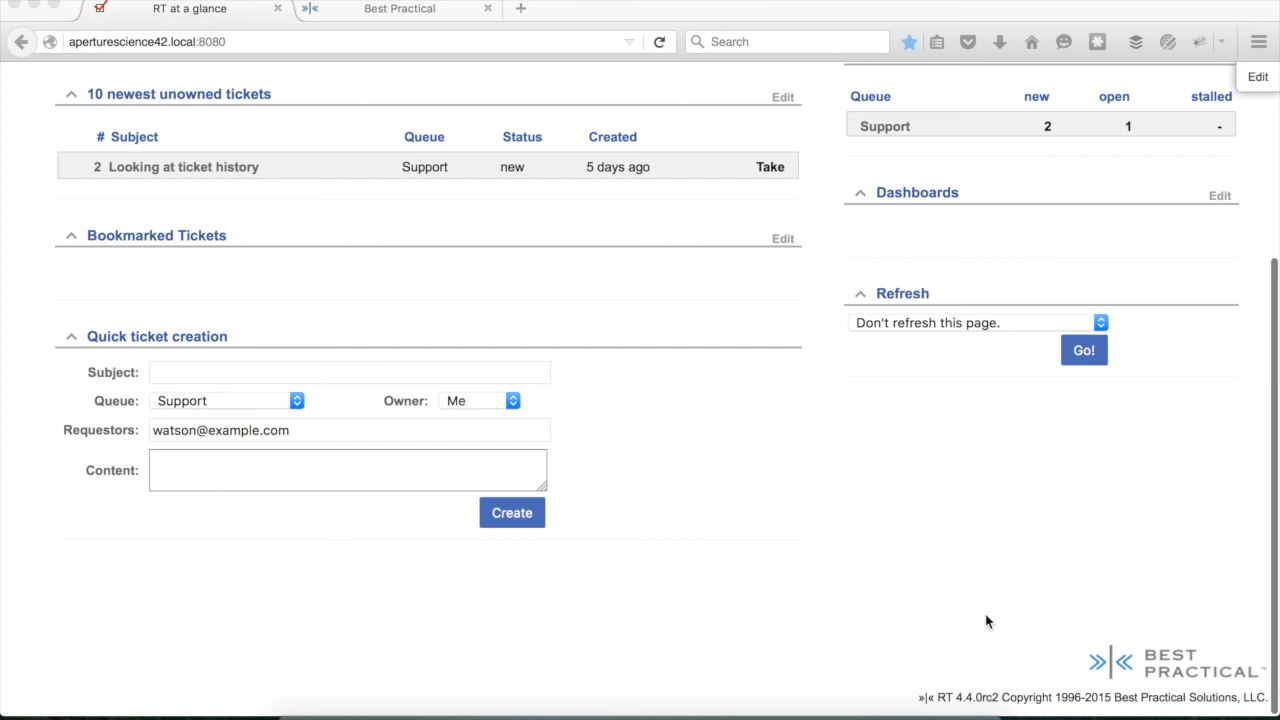 RT at a glance
Best Practical
aperturescience42.local:8080
Search
Edit
10 newest unowned tickets
Edit
# Subject Queue Status Created
2 Looking at ticket history Support new 5 days ago Take
Bookmarked Tickets
Edit
Quick ticket creation
Subject:
Queue: Support Owner: Me
Requestors: watson@example.com
Content:
Create
Queue new open stalled
Support 2 1 -
Dashboards
Edit
Refresh
Don't refresh this page.
Go!
BEST
PRACTICAL™
»|« RT 4.4.0rc2 Copyright 1996-2015 Best Practical Solutions, LLC.